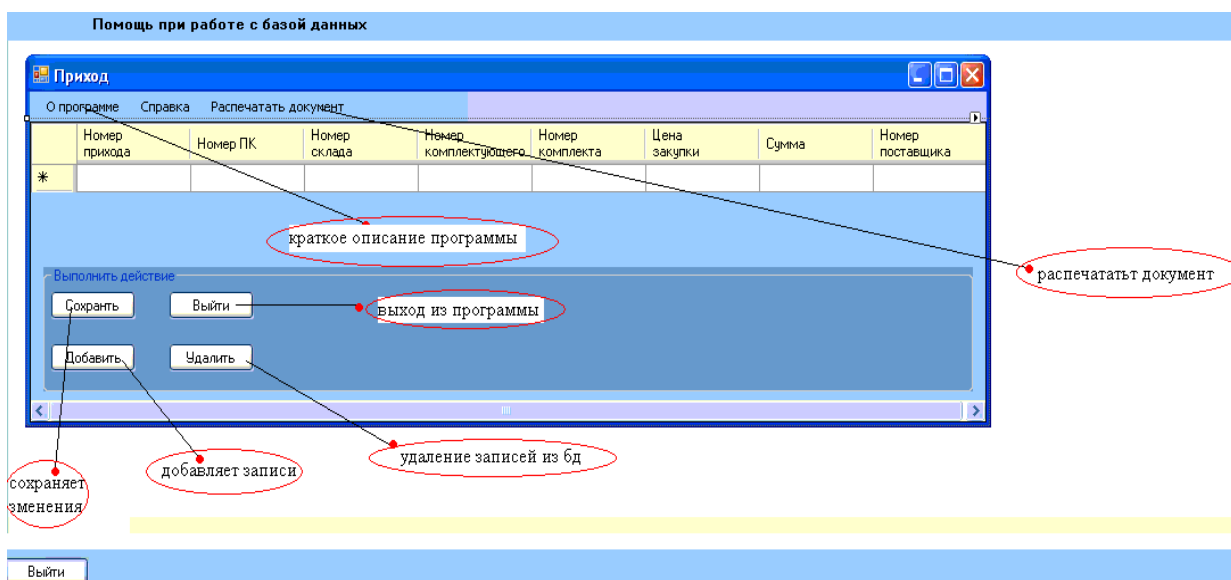 Помощь при работе с базой данных
Приход
О программе Справка Распечатать документ
Номер прихода Номер ПК Номер склада Номер комплектующего Номер комплекта Цена закупки Сумма Номер поставщика
*
краткое описание программы
распечататьт документ
Выполнить действие
Сохранть Выйти
выход из программы
Добавить Удалить
удаление записей из бд
добавляет записи
сохраняет
зменения
Выйти